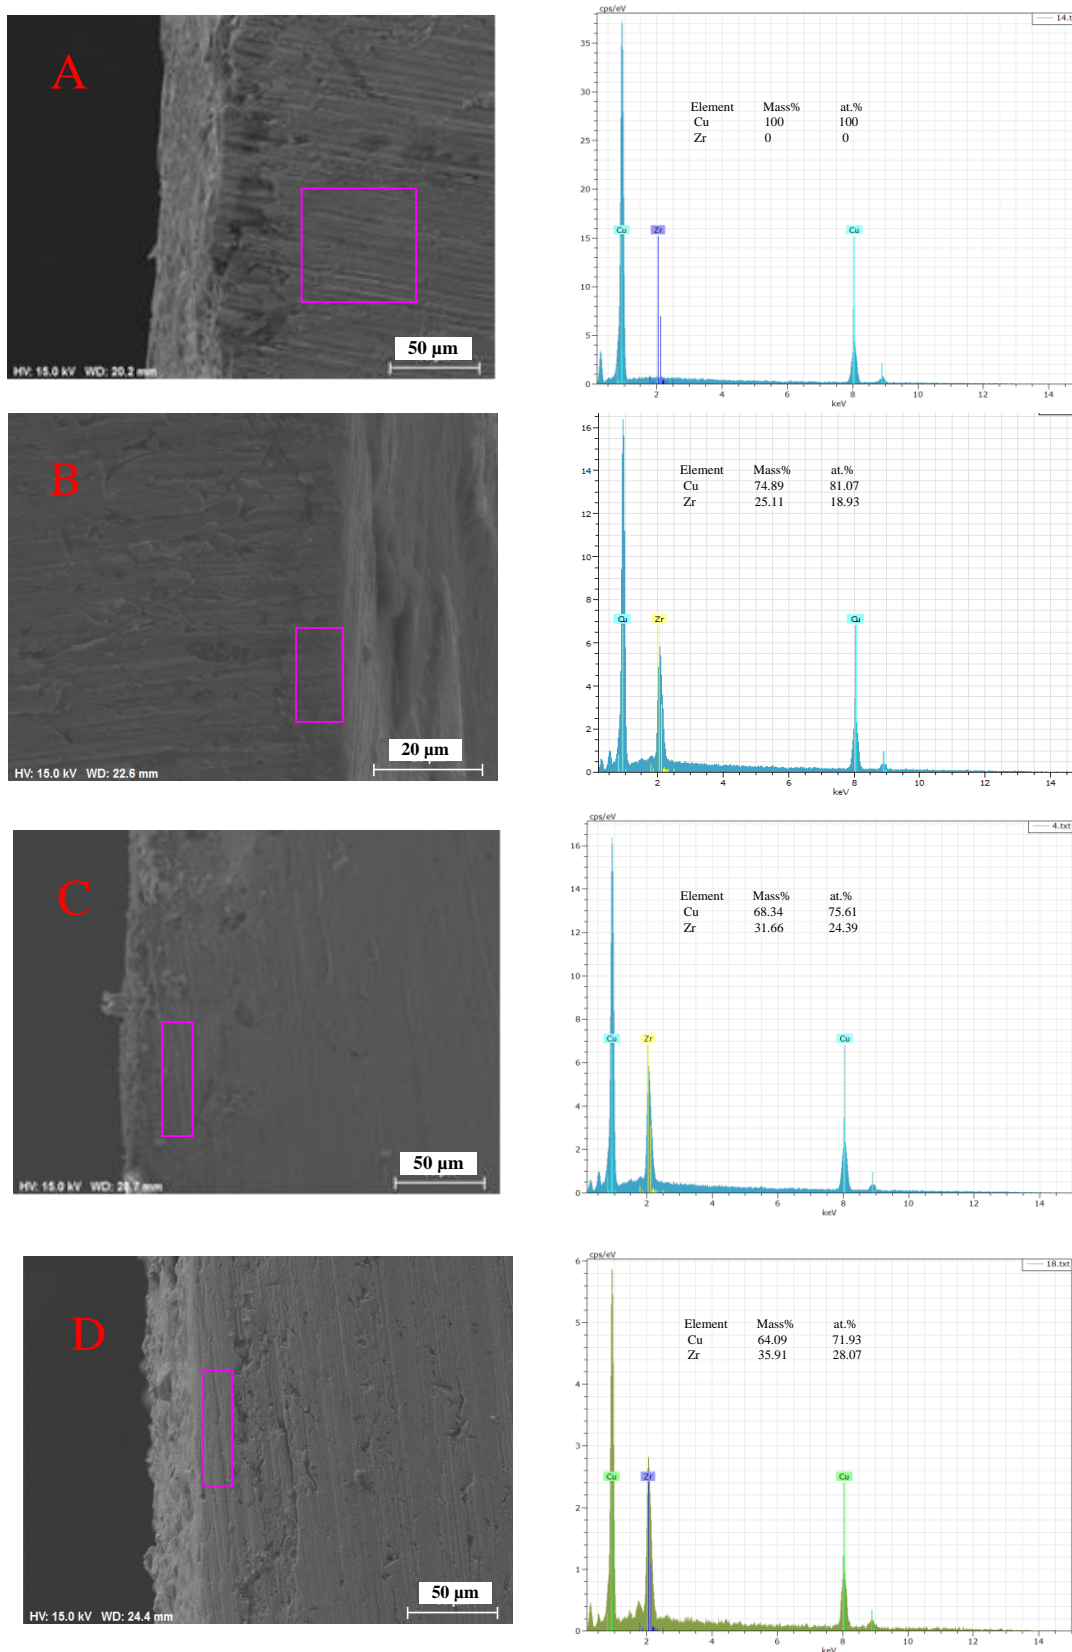 A
50 µm
HV: 15.0 kV WD: 20.2 mm
cps/eV
14.t
Element Mass% at.%
Cu 100 100
Zr 0 0
35
30
25
20
15
10
5
0
Cu Zr Cu
2 4 6 8 10 12 14
keV
B
20 µm
HV: 15.0 kV WD: 22.6 mm
Element Mass% at.%
Cu 74.89 81.07
Zr 25.11 18.93
16
14
12
10
8
6
4
2
0
Cu Zr Cu
2 4 6 8 10 12 14
keV
C
50 µm
HV: 15.0 kV WD:
cps/eV
4.txt
Element Mass% at.%
Cu 68.34 75.61
Zr 31.66 24.39
16
14
12
10
8
6
4
2
0
Cu Zr Cu
2 4 6 8 10 12 14
keV
D
50 µm
HV: 15.0 kV WD: 24.4 mm
cps/eV
18.txt
Element Mass% at.%
Cu 64.09 71.93
Zr 35.91 28.07
6
5
4
3
2
1
0
Cu Zr Cu
2 4 6 8 10 12 14
keV